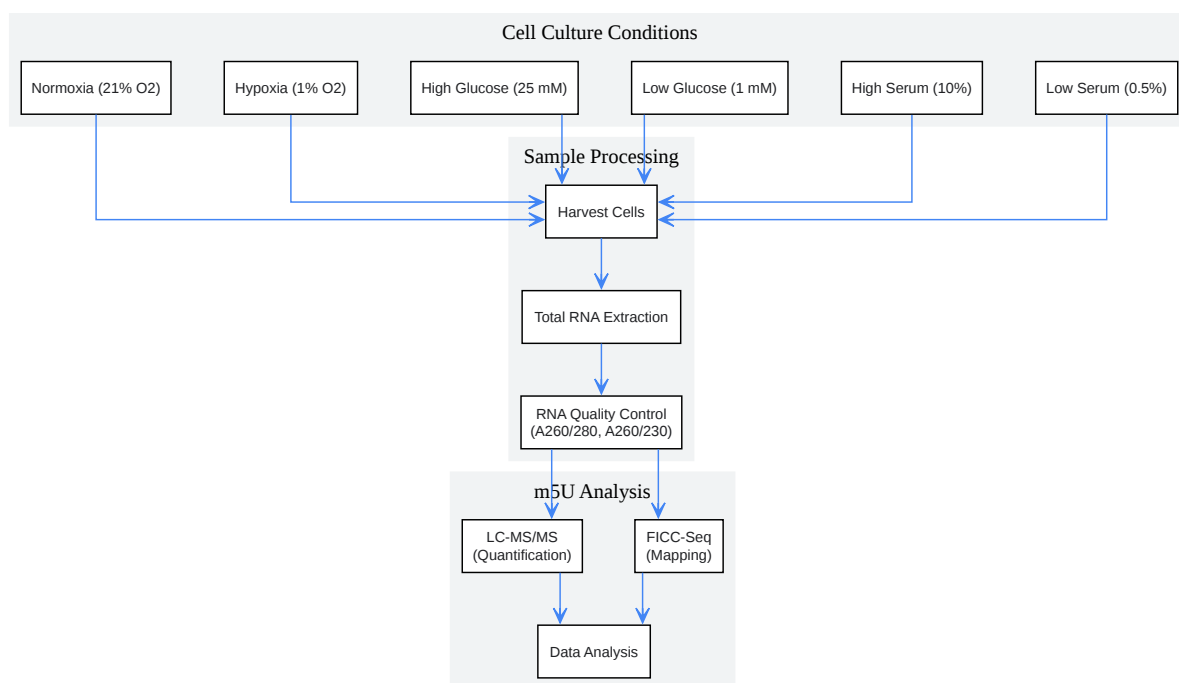 Cell Culture Conditions
Normoxia (21% O2)
Hypoxia (1% O2)
High Glucose (25 mM)
Low Glucose (1 mM)
High Serum (10%)
Low Serum (0.5%)
Sample Processing
Harvest Cells
Total RNA Extraction
RNA Quality Control
(A260/280, A260/230)
m5U Analysis
LC-MS/MS
(Quantification)
FICC-Seq
(Mapping)
Data Analysis